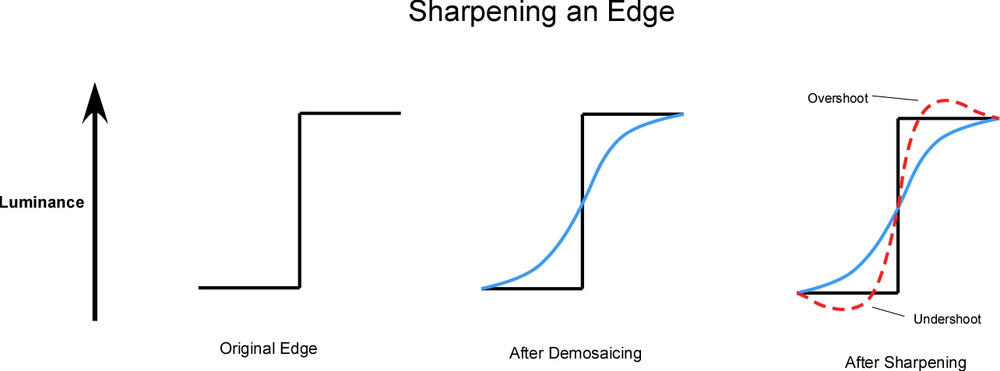 Sharpening an Edge
Overshoot
Luminance
Undershoot
Original Edge
After Demosaicing
After Sharpening